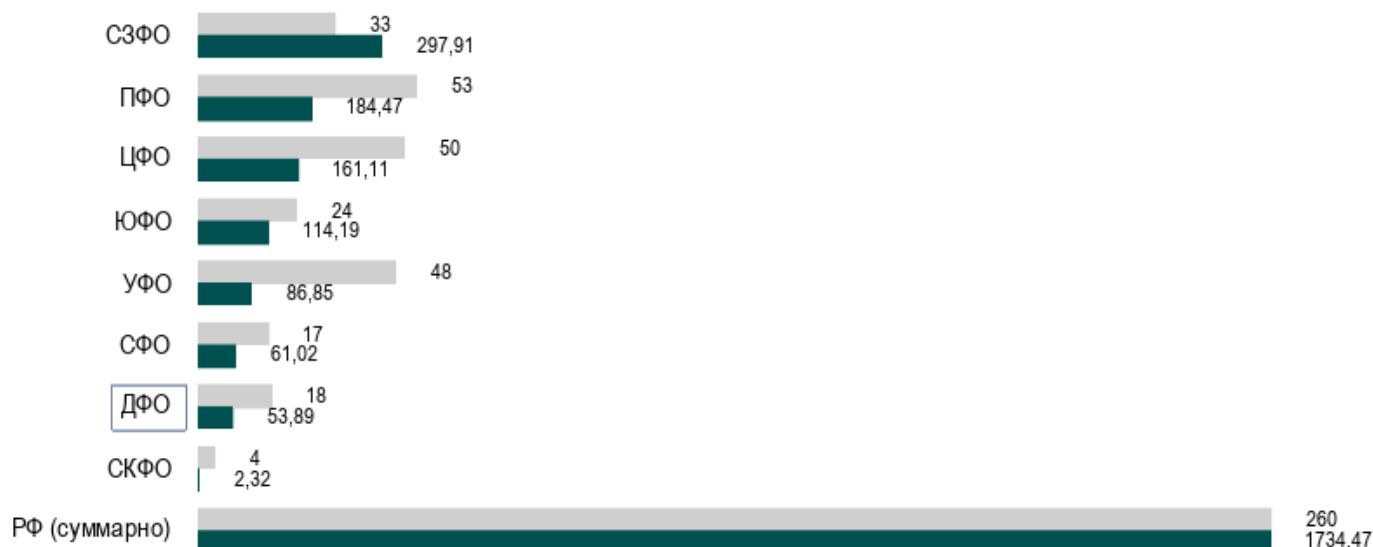 СЗФО
33
297,91
ПФО
53
184,47
ЦФО
50
161,11
ЮФО
24
114,19
УФО
48
86,85
СФО
17
61,02
ДФО
18
53,89
СКФО
4
2,32
РФ (суммарно)
260
1734,47